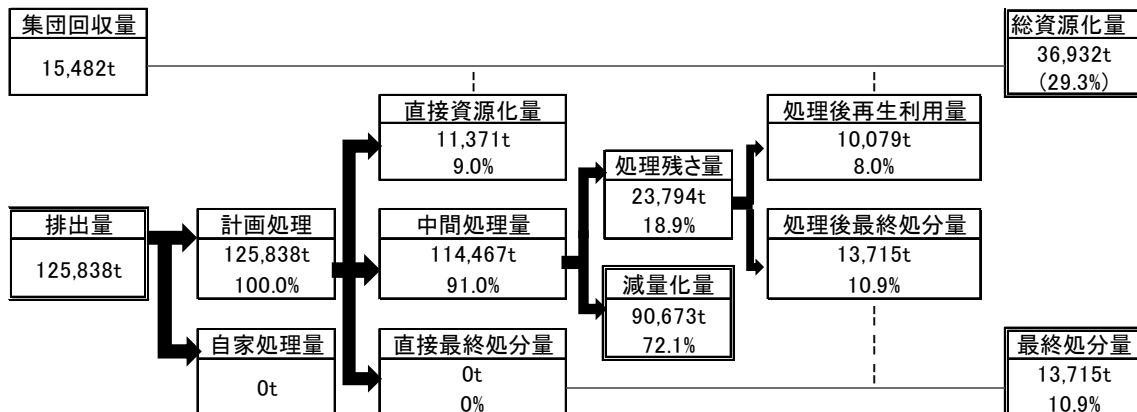 集団回収量
15,482t
総資源化量
36,932t
(29.3%)
直接資源化量
11,371t
9.0%
処理後再生利用量
10,079t
8.0%
処理残さ量
23,794t
18.9%
排出量
125,838t
計画処理
125,838t
100.0%
中間処理量
114,467t
91.0%
処理後最終処分量
13,715t
10.9%
減量化量
90,673t
72.1%
自家処理量
0t
直接最終処分量
0t
0%
最終処分量
13,715t
10.9%